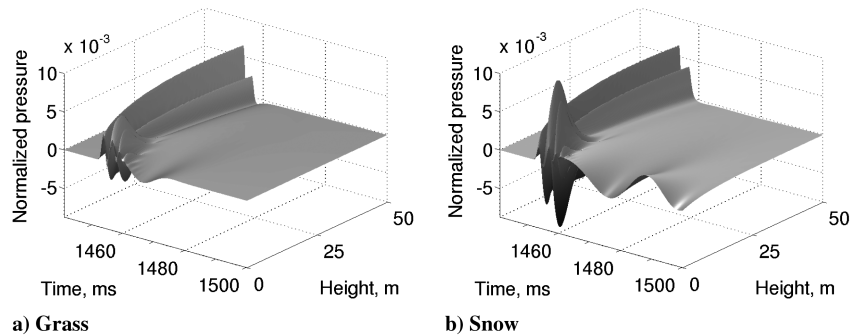 x 10⁻³
10
5
0
-5
Normalized pressure
1460
1480
1500
Time, ms
0
25
50
Height, m
a) Grass
x 10⁻³
10
5
0
-5
Normalized pressure
1460
1480
1500
Time, ms
0
25
50
Height, m
b) Snow